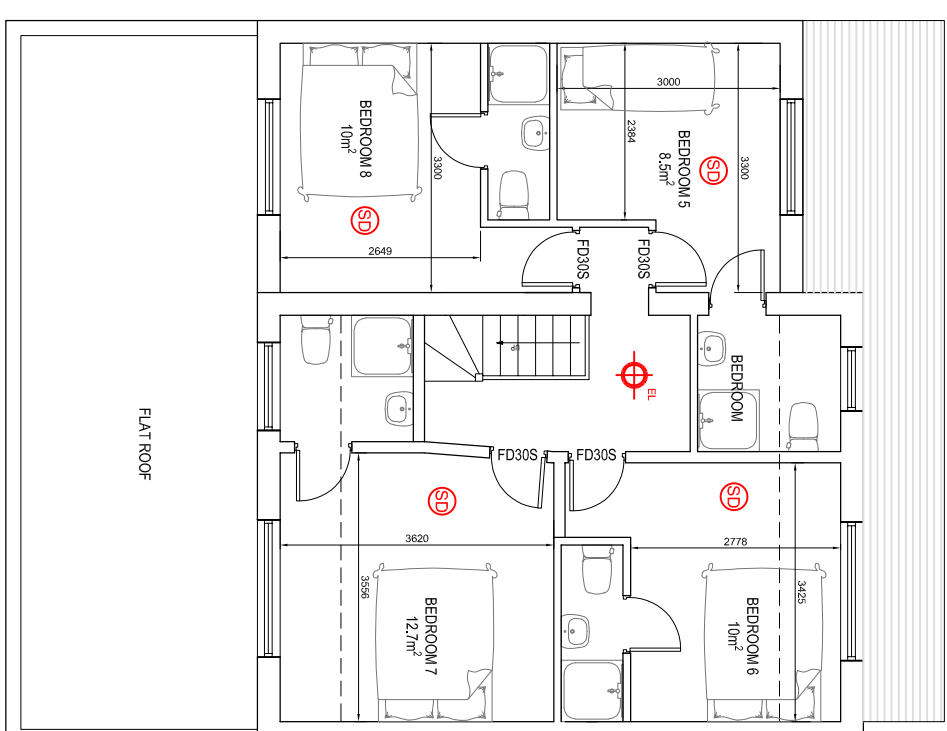 BEDROOM 8
10m²
3300
SD
2649
3000
2384
BEDROOM 5
8.5m²
SD
3300
FD30S
FD30S
EL
BEDROOM
FLAT ROOF
FD30S
FD30S
SD
3620
3556
BEDROOM 7
12.7m²
SD
2778
3425
BEDROOM 6
10m²